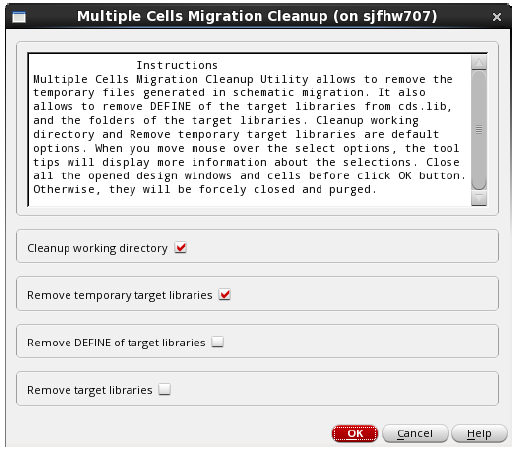 Multiple Cells Migration Cleanup (on sjfhw707)
Instructions
Multiple Cells Migration Cleanup Utility allows to remove the
temporary files generated in schematic migration. It also
allows to remove DEFINE of the target libraries from cds.lib,
and the folders of the target libraries. Cleanup working
directory and Remove temporary target libraries are default
options. When you move mouse over the select options, the tool
tips will display more information about the selections. Close
all the opened design windows and cells before click OK button.
Otherwise, they will be forcely closed and purged.
Cleanup working directory
Remove temporary target libraries
Remove DEFINE of target libraries
Remove target libraries
OK Cancel Help